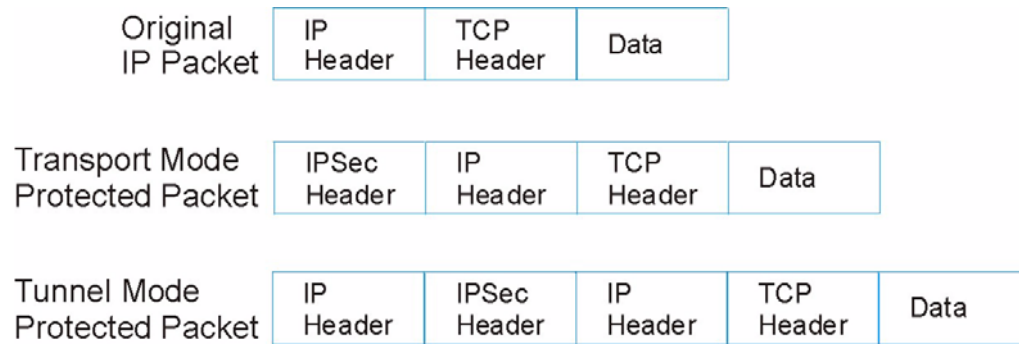 Original IP Packet
IP Header
TCP Header
Data
Transport Mode Protected Packet
IPSec Header
IP Header
TCP Header
Data
Tunnel Mode Protected Packet
IP Header
IPSec Header
IP Header
TCP Header
Data